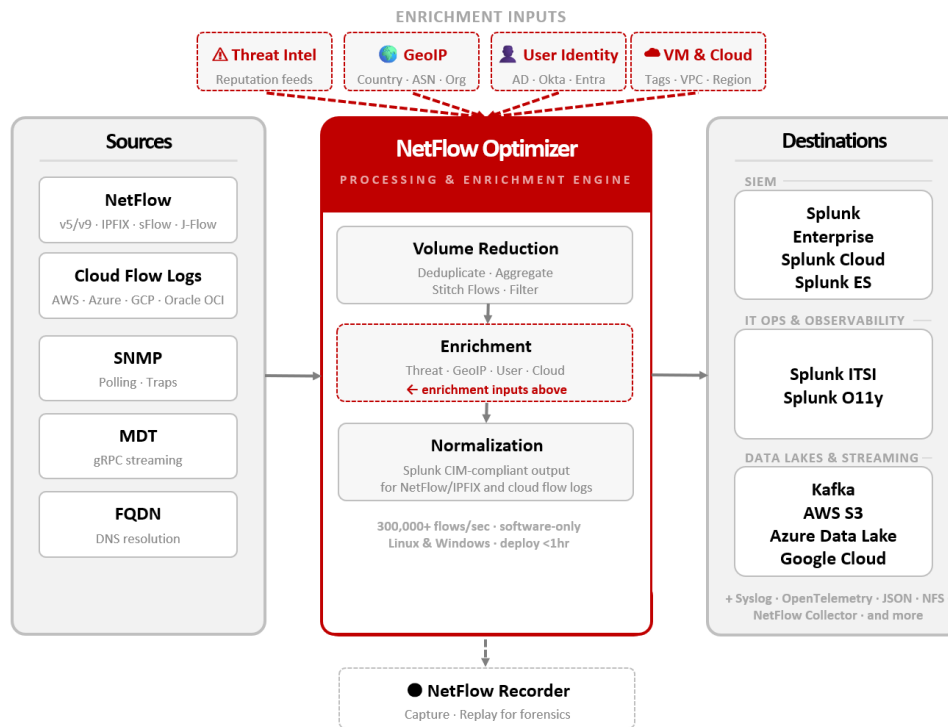 ENRICHMENT INPUTS
Threat Intel
Reputation feeds
GeoIP
Country · ASN · Org
User Identity
AD · Okta · Entra
VM & Cloud
Tags · VPC · Region
Sources
NetFlow
v5/v9 · IPFIX · sFlow · J-Flow
Cloud Flow Logs
AWS · Azure · GCP · Oracle OCI
SNMP
Polling · Traps
MDT
gRPC streaming
FQDN
DNS resolution
NetFlow Optimizer
PROCESSING & ENRICHMENT ENGINE
Volume Reduction
Deduplicate · Aggregate
Stitch Flows · Filter
Enrichment
Threat · GeoIP · User · Cloud
← enrichment inputs above
Normalization
Splunk CIM-compliant output
for NetFlow/IPFIX and cloud flow logs
300,000+ flows/sec · software-only
Linux & Windows · deploy <1hr
Destinations
SIEM
Splunk
Enterprise
Splunk Cloud
Splunk ES
IT OPS & OBSERVABILITY
Splunk ITSI
Splunk O11y
DATA LAKES & STREAMING
Kafka
AWS S3
Azure Data Lake
Google Cloud
+ Syslog · OpenTelemetry · JSON · NFS
NetFlow Collector · and more
NetFlow Recorder
Capture · Replay for forensics